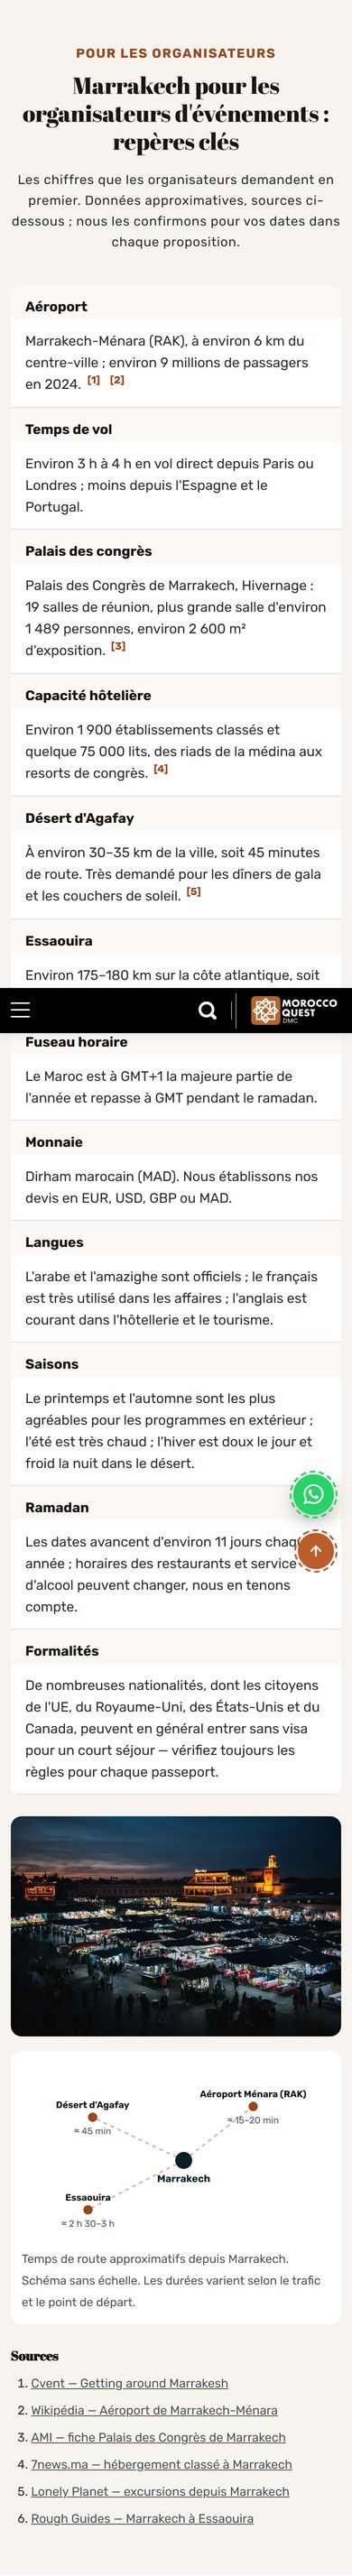 POUR LES ORGANISATEURS
Marrakech pour les
organisateurs d'événements :
repères clés
Les chiffres que les organisateurs demandent en
premier. Données approximatives, sources ci-
dessous ; nous les confirmons pour vos dates dans
chaque proposition.
Aéroport
Marrakech-Ménara (RAK), à environ 6 km du
centre-ville ; environ 9 millions de passagers
en 2024. [1] [2]
Temps de vol
Environ 3 h à 4 h en vol direct depuis Paris ou
Londres ; moins depuis l'Espagne et le
Portugal.
Palais des congrès
Palais des Congrès de Marrakech, Hivernage :
19 salles de réunion, plus grande salle d'environ
1 489 personnes, environ 2 600 m²
d'exposition. [3]
Capacité hôtelière
Environ 1 900 établissements classés et
quelque 75 000 lits, des riads de la médina aux
resorts de congrès. [4]
Désert d'Agafay
À environ 30–35 km de la ville, soit 45 minutes
de route. Très demandé pour les dîners de gala
et les couchers de soleil. [5]
Essaouira
Environ 175–180 km sur la côte atlantique, soit
MOROCCO
QUEST
DMC
Fuseau horaire
Le Maroc est à GMT+1 la majeure partie de
l'année et repasse à GMT pendant le ramadan.
Monnaie
Dirham marocain (MAD). Nous établissons nos
devis en EUR, USD, GBP ou MAD.
Langues
L'arabe et l'amazighe sont officiels ; le français
est très utilisé dans les affaires ; l'anglais est
courant dans l'hôtellerie et le tourisme.
Saisons
Le printemps et l'automne sont les plus
agréables pour les programmes en extérieur ;
l'été est très chaud ; l'hiver est doux le jour et
froid la nuit dans le désert.
Ramadan
Les dates avancent d'environ 11 jours chaq
année ; horaires des restaurants et service
d'alcool peuvent changer, nous en tenons
compte.
Formalités
De nombreuses nationalités, dont les citoyens
de l'UE, du Royaume-Uni, des États-Unis et du
Canada, peuvent en général entrer sans visa
pour un court séjour — vérifiez toujours les
règles pour chaque passeport.
Aéroport Ménara (RAK)
≈ 15–20 min
Désert d'Agafay
≈ 45 min
Marrakech
Essaouira
≈ 2 h 30–3 h
Temps de route approximatifs depuis Marrakech.
Schéma sans échelle. Les durées varient selon le trafic
et le point de départ.
Sources
1. Cvent — Getting around Marrakesh
2. Wikipédia — Aéroport de Marrakech-Ménara
3. AMI — fiche Palais des Congrès de Marrakech
4. 7news.ma — hébergement classé à Marrakech
5. Lonely Planet — excursions depuis Marrakech
6. Rough Guides — Marrakech à Essaouira